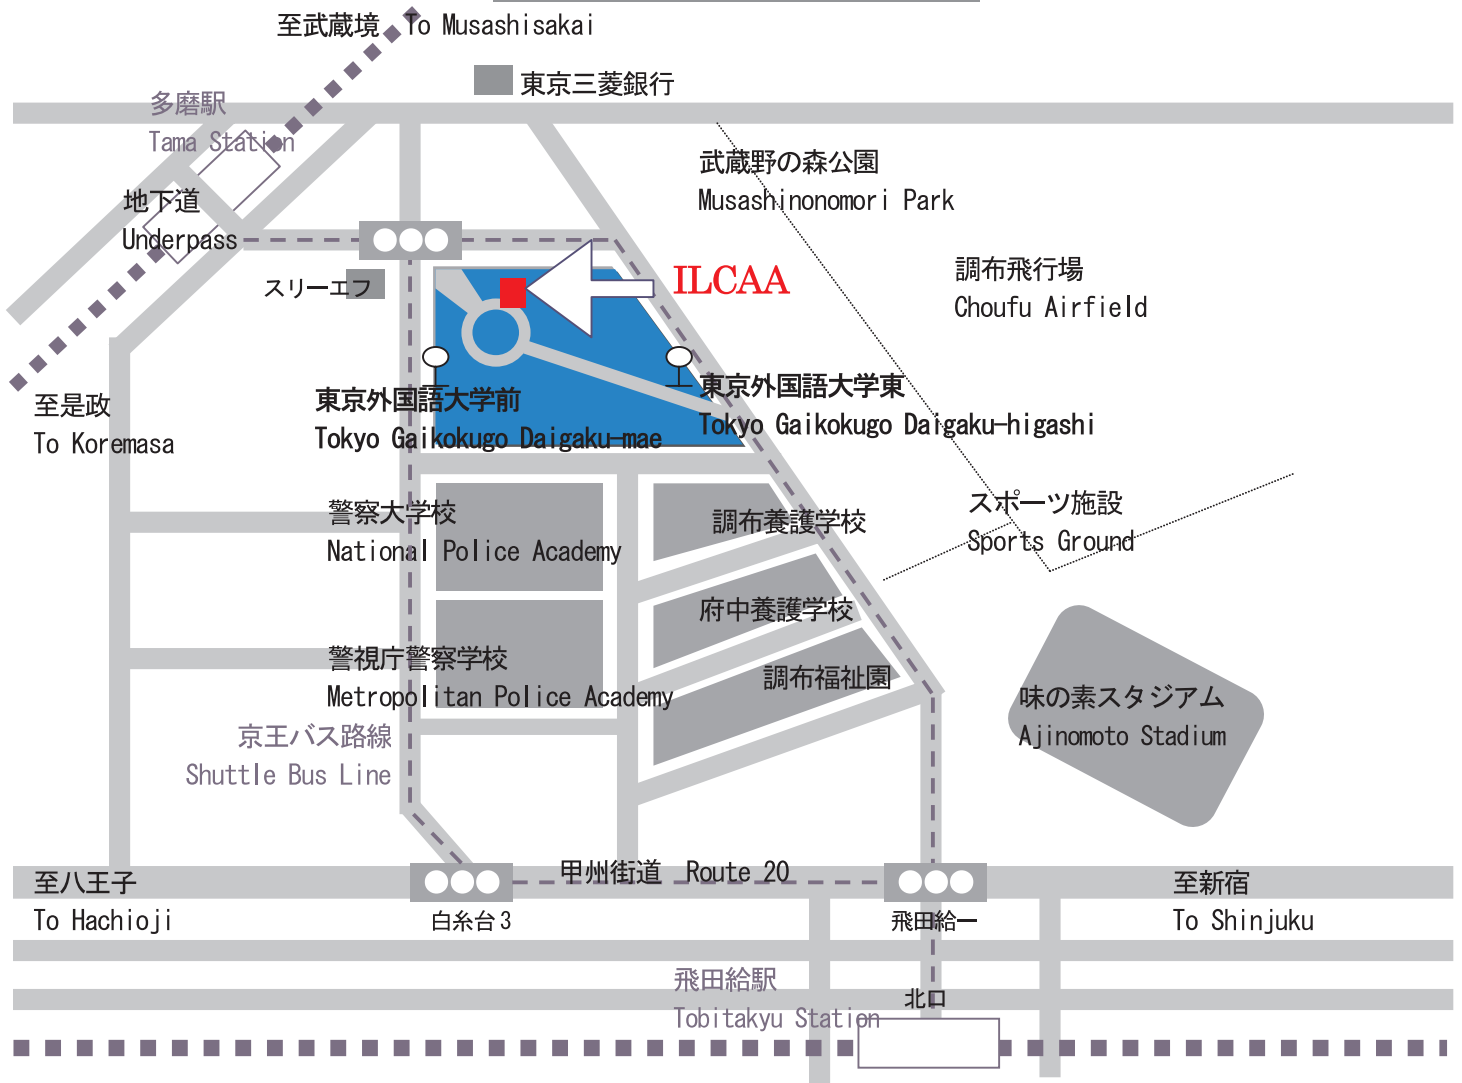 至武蔵境　To Musashisakai
東京三菱銀行
多磨駅
Tama Station
武蔵野の森公園
Musashinonomori Park
地下道
Underpass
スリーエフ
ILCAA
調布飛行場
Choufu Airfield
至是政
To Koremasa
東京外国語大学前
Tokyo Gaikokugo Daigaku-mae
東京外国語大学東
Tokyo Gaikokugo Daigaku-higashi
警察大学校
National Police Academy
調布養護学校
スポーツ施設
Sports Ground
府中養護学校
警視庁警察学校
Metropolitan Police Academy
調布福祉園
味の素スタジアム
Ajinomoto Stadium
京王バス路線
Shuttle Bus Line
甲州街道　Route 20
至八王子
To Hachioji
白糸台3
飛田給一
至新宿
To Shinjuku
飛田給駅
Tobitakyu Station
北口